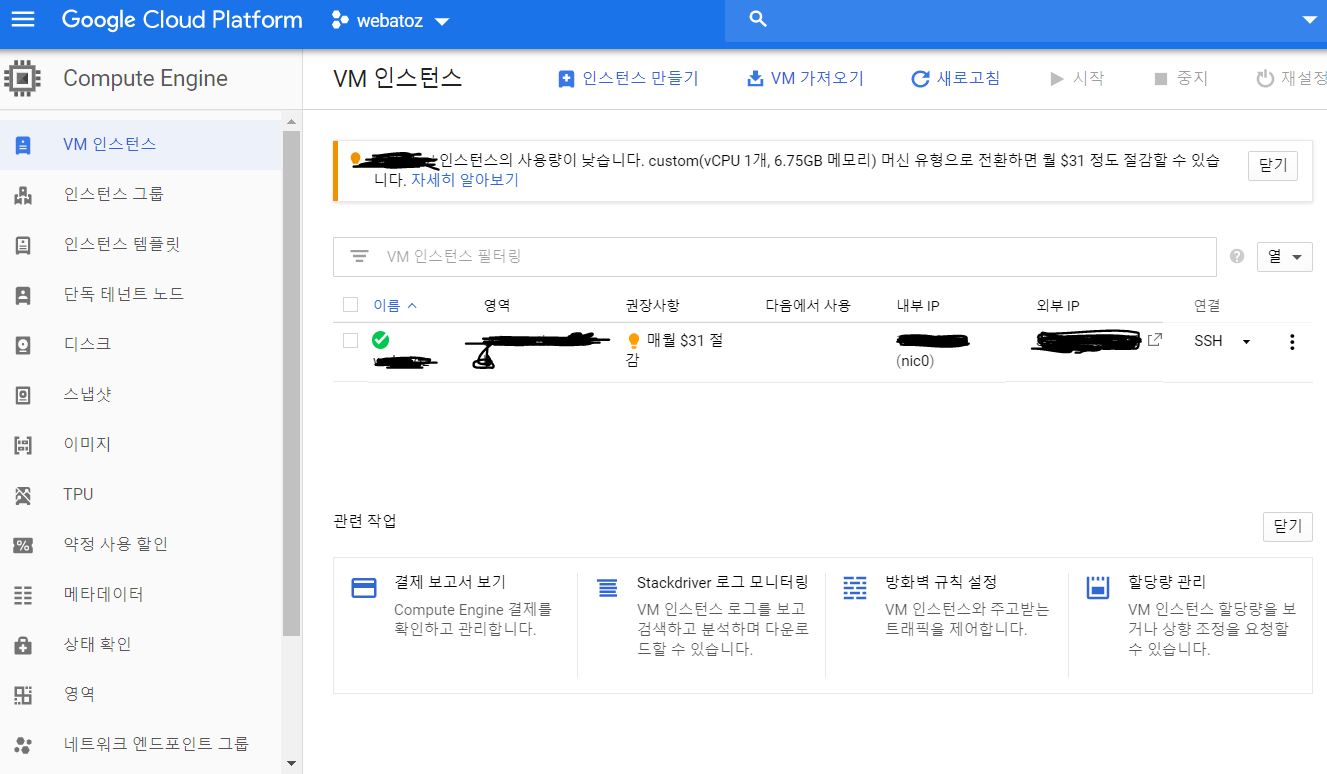 Google Cloud Platform webatoz
Compute Engine VM 인스턴스 인스턴스 만들기 VM 가져오기 새로고침 시작 중지 재설정
VM 인스턴스
인스턴스 그룹
인스턴스 템플릿
단독 테넌트 노드
디스크
스냅샷
이미지
TPU
약정 사용 할인
메타데이터
상태 확인
영역
네트워크 엔드포인트 그룹
인스턴스의 사용량이 낮습니다. custom(vCPU 1개, 6.75GB 메모리) 머신 유형으로 전환하면 월 $31 정도 절감할 수 있습
니다. 자세히 알아보기
닫기
VM 인스턴스 필터링
열
이름 영역 권장사항 다음에서 사용 내부 IP 외부 IP 연결
매월 $31 절
감
(nic0)
SSH
관련 작업
닫기
결제 보고서 보기
Compute Engine 결제를
확인하고 관리합니다.
Stackdriver 로그 모니터링
VM 인스턴스 로그를 보고
검색하고 분석하며 다운로
드할 수 있습니다.
방화벽 규칙 설정
VM 인스턴스와 주고받는
트래픽을 제어합니다.
할당량 관리
VM 인스턴스 할당량을 보
거나 상향 조정을 요청할
수 있습니다.